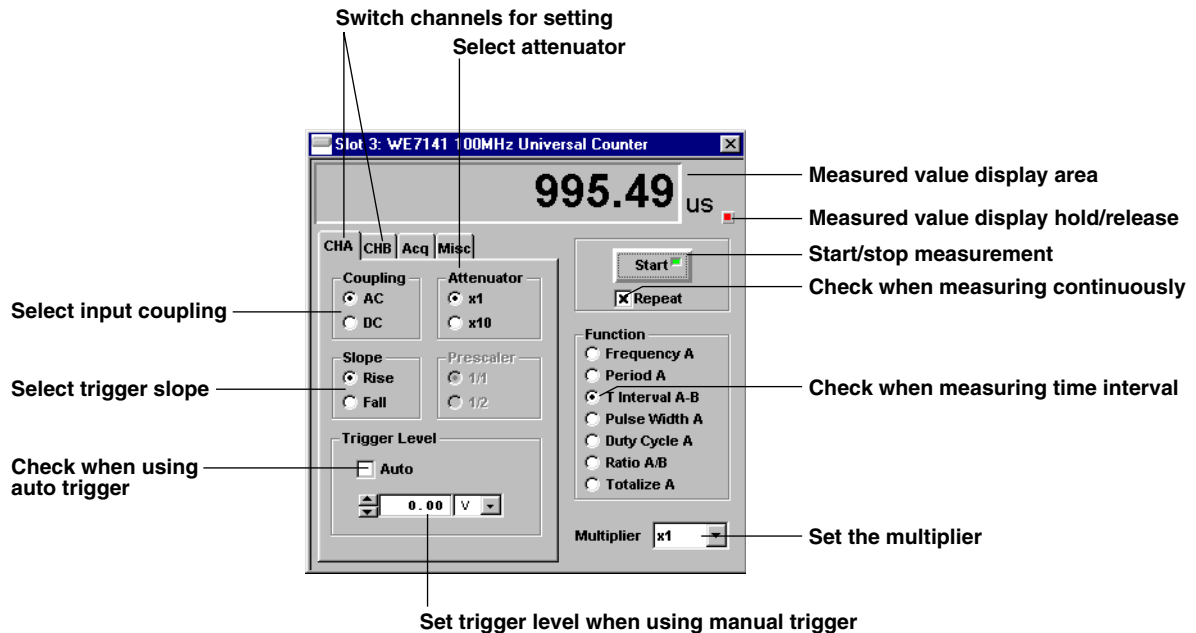 Switch channels for setting
Select attenuator
Slot 3: WE7141 100MHz Universal Counter
995.49 us
Measured value display area
Measured value display hold/release
CHA CHB Acq Misc
Start
Start/stop measurement
Repeat
Check when measuring continuously
Coupling
AC
DC
Select input coupling
Attenuator
x1
x10
Slope
Rise
Fall
Select trigger slope
Prescaler
1/1
1/2
Trigger Level
Auto
Check when using
auto trigger
0.00 V
Set trigger level when using manual trigger
Function
Frequency A
Period A
T Interval A-B
Check when measuring time interval
Pulse Width A
Duty Cycle A
Ratio A/B
Totalize A
Multiplier x1
Set the multiplier